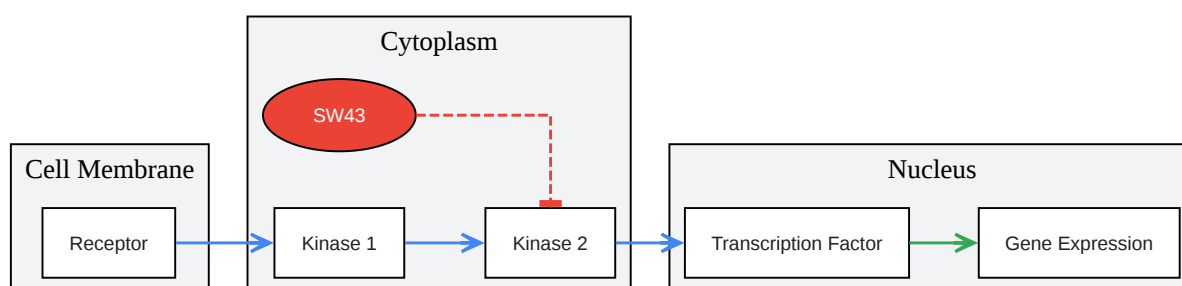 Cytoplasm
SW43
Cell Membrane
Nucleus
Receptor
Kinase 1
Kinase 2
Transcription Factor
Gene Expression